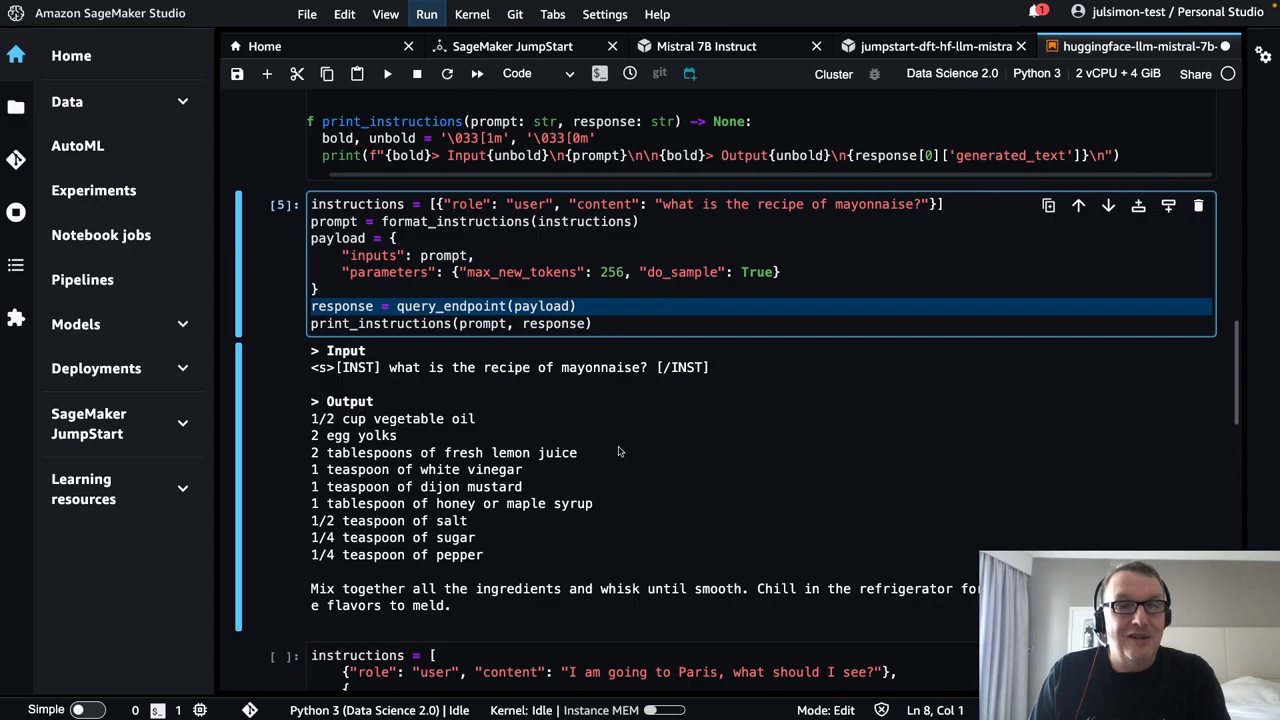 Amazon SageMaker Studio
File Edit View Run Kernel Git Tabs Settings Help
1
julsimon-test / Personal Studio
Home
SageMaker JumpStart
Mistral 7B Instruct
jumpstart-dft-hf-llm-mistra
huggingface-llm-mistral-7b-
Code
git
Cluster
Data Science 2.0
Python 3
2 vCPU + 4 GiB
Share
Home
Data
AutoML
Experiments
Notebook jobs
Pipelines
Models
Deployments
SageMaker
JumpStart
Learning
resources
f print_instructions(prompt: str, response: str) -> None:
bold, unbold = '\033[1m', '\033[0m'
print(f"{bold}> Input{unbold}\n{prompt}\n\n{bold}> Output{unbold}\n{response[0]['generated_text']}\n")
[5]:
instructions = [{"role": "user", "content": "what is the recipe of mayonnaise?"}]
prompt = format_instructions(instructions)
payload = {
"inputs": prompt,
"parameters": {"max_new_tokens": 256, "do_sample": True}
}
response = query_endpoint(payload)
print_instructions(prompt, response)
> Input
<s>[INST] what is the recipe of mayonnaise? [/INST]
> Output
1/2 cup vegetable oil
2 egg yolks
2 tablespoons of fresh lemon juice
1 teaspoon of white vinegar
1 teaspoon of dijon mustard
1 tablespoon of honey or maple syrup
1/2 teaspoon of salt
1/4 teaspoon of sugar
1/4 teaspoon of pepper
Mix together all the ingredients and whisk until smooth. Chill in the refrigerator for
e flavors to meld.
[ ]:
instructions = [
{"role": "user", "content": "I am going to Paris, what should I see?"},
{
Simple
0
1
Python 3 (Data Science 2.0) | Idle
Kernel: Idle | Instance MEM
Mode: Edit
Ln 8, Col 1